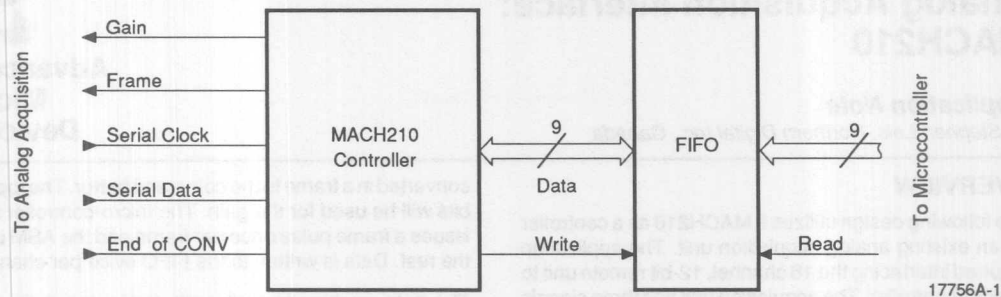 To Analog Acquisition
Gain
Frame
Serial Clock
Serial Data
End of CONV
MACH210
Controller
9
Data
Write
FIFO
9
Read
To Microcontroller
17756A-1